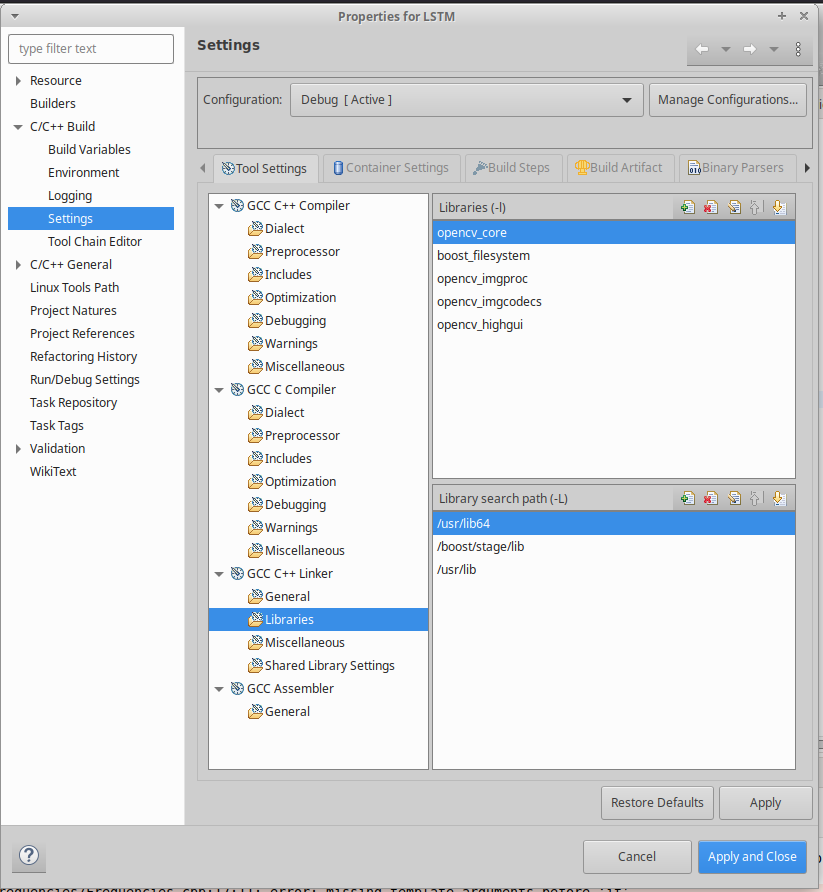 Properties for LSTM
type filter text
Resource
Builders
C/C++ Build
Build Variables
Environment
Logging
Settings
Tool Chain Editor
C/C++ General
Linux Tools Path
Project Natures
Project References
Refactoring History
Run/Debug Settings
Task Repository
Task Tags
Validation
WikiText
Settings
Configuration:
Debug [ Active ]
Manage Configurations...
Tool Settings
Container Settings
Build Steps
Build Artifact
Binary Parsers
GCC C++ Compiler
Dialect
Preprocessor
Includes
Optimization
Debugging
Warnings
Miscellaneous
GCC C Compiler
Dialect
Preprocessor
Includes
Optimization
Debugging
Warnings
Miscellaneous
GCC C++ Linker
General
Libraries
Miscellaneous
Shared Library Settings
GCC Assembler
General
Libraries (-l)
opencv_core
boost_filesystem
opencv_imgproc
opencv_imgcodecs
opencv_highgui
Library search path (-L)
/usr/lib64
/boost/stage/lib
/usr/lib
Restore Defaults
Apply
Cancel
Apply and Close
error: missing template arguments before